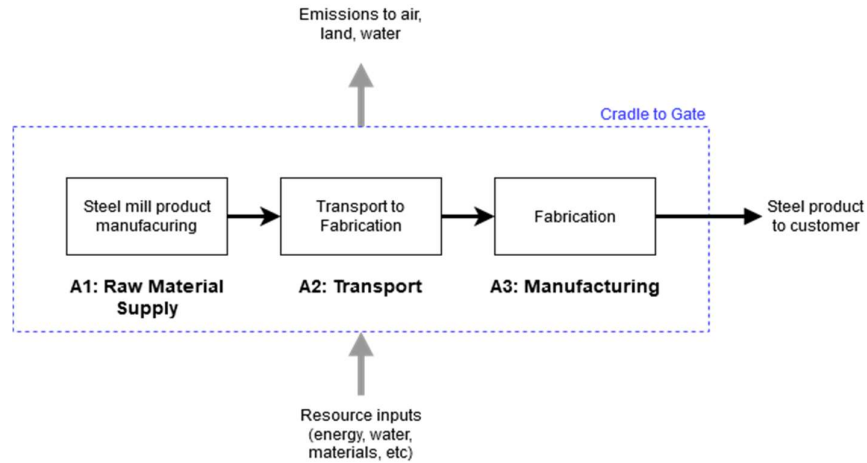 Emissions to air,
land, water
Cradle to Gate
Steel mill product
manufacuring
Transport to
Fabrication
Fabrication
Steel product
to customer
A1: Raw Material
Supply
A2: Transport
A3: Manufacturing
Resource inputs
(energy, water,
materials, etc)